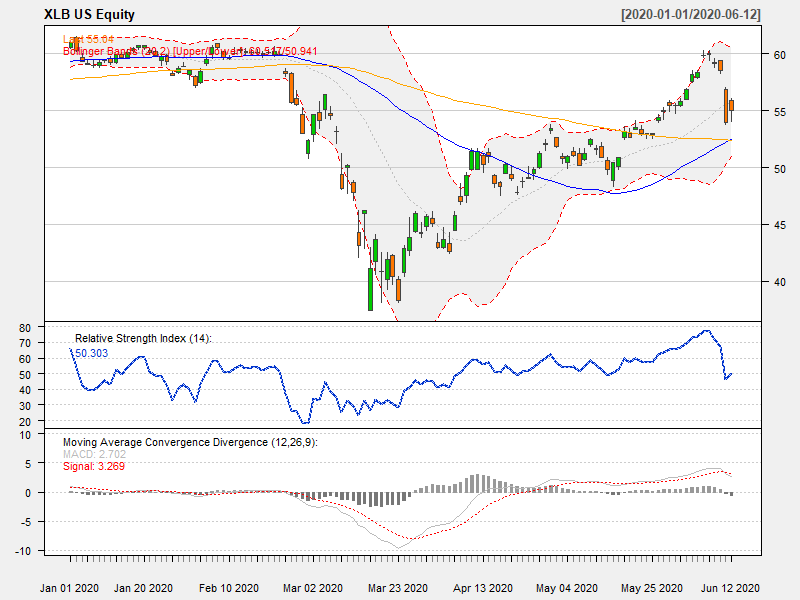 XLB US Equity [2020-01-01/2020-06-12]
Last 55.04
Bollinger Bands (20,2) [Upper/Lower]: 60.537/50.941
60
55
50
45
40
Relative Strength Index (14):
50.303
80
70
60
50
40
30
20
Moving Average Convergence Divergence (12,26,9):
MACD: 2.702
Signal: 3.269
10
5
0
-5
-10
Jan 01 2020 Jan 20 2020 Feb 10 2020 Mar 02 2020 Mar 23 2020 Apr 13 2020 May 04 2020 May 25 2020 Jun 12 2020